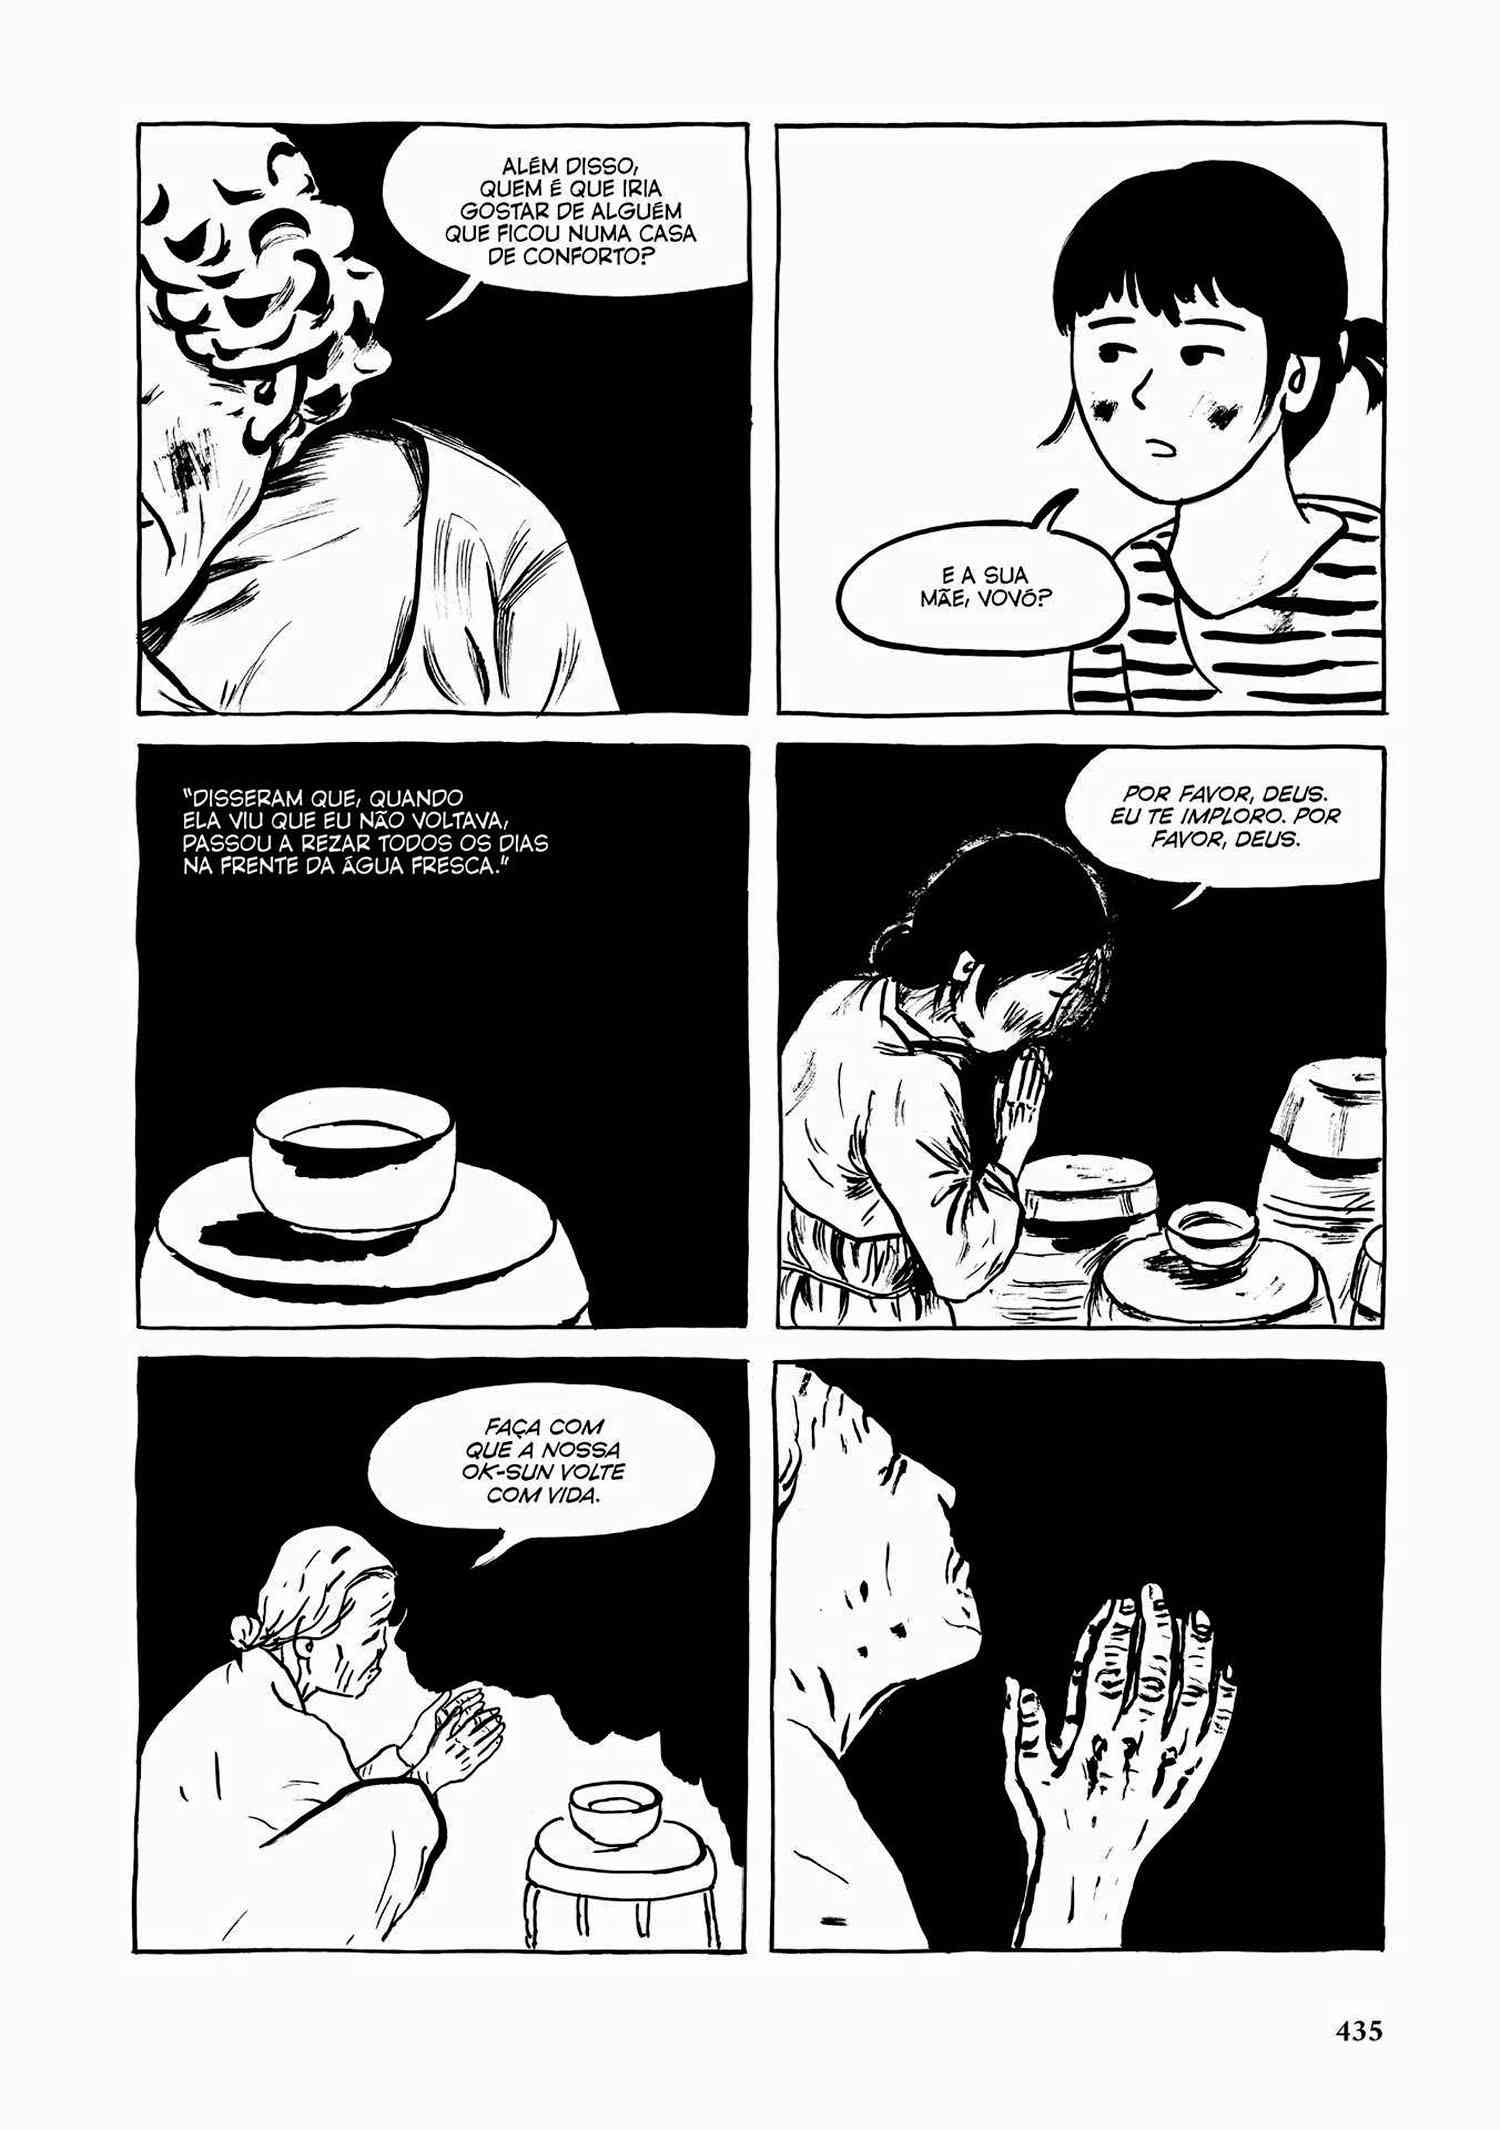 ALÉM DISSO,
QUEM É QUE IRIA
GOSTAR DE ALGUÉM
QUE FICOU NUMA CASA
DE CONFORTO?
E A SUA
MÃE, VOVÓ?
"DISSERAM QUE, QUANDO
ELA VIU QUE EU NÃO VOLTAVA,
PASSOU A REZAR TODOS OS DIAS
NA FRENTE DA ÁGUA FRESCA."
POR FAVOR, DEUS.
EU TE IMPLORO. POR
FAVOR, DEUS.
FAÇA COM
QUE A NOSSA
OK-SUN VOLTE
COM VIDA.
435